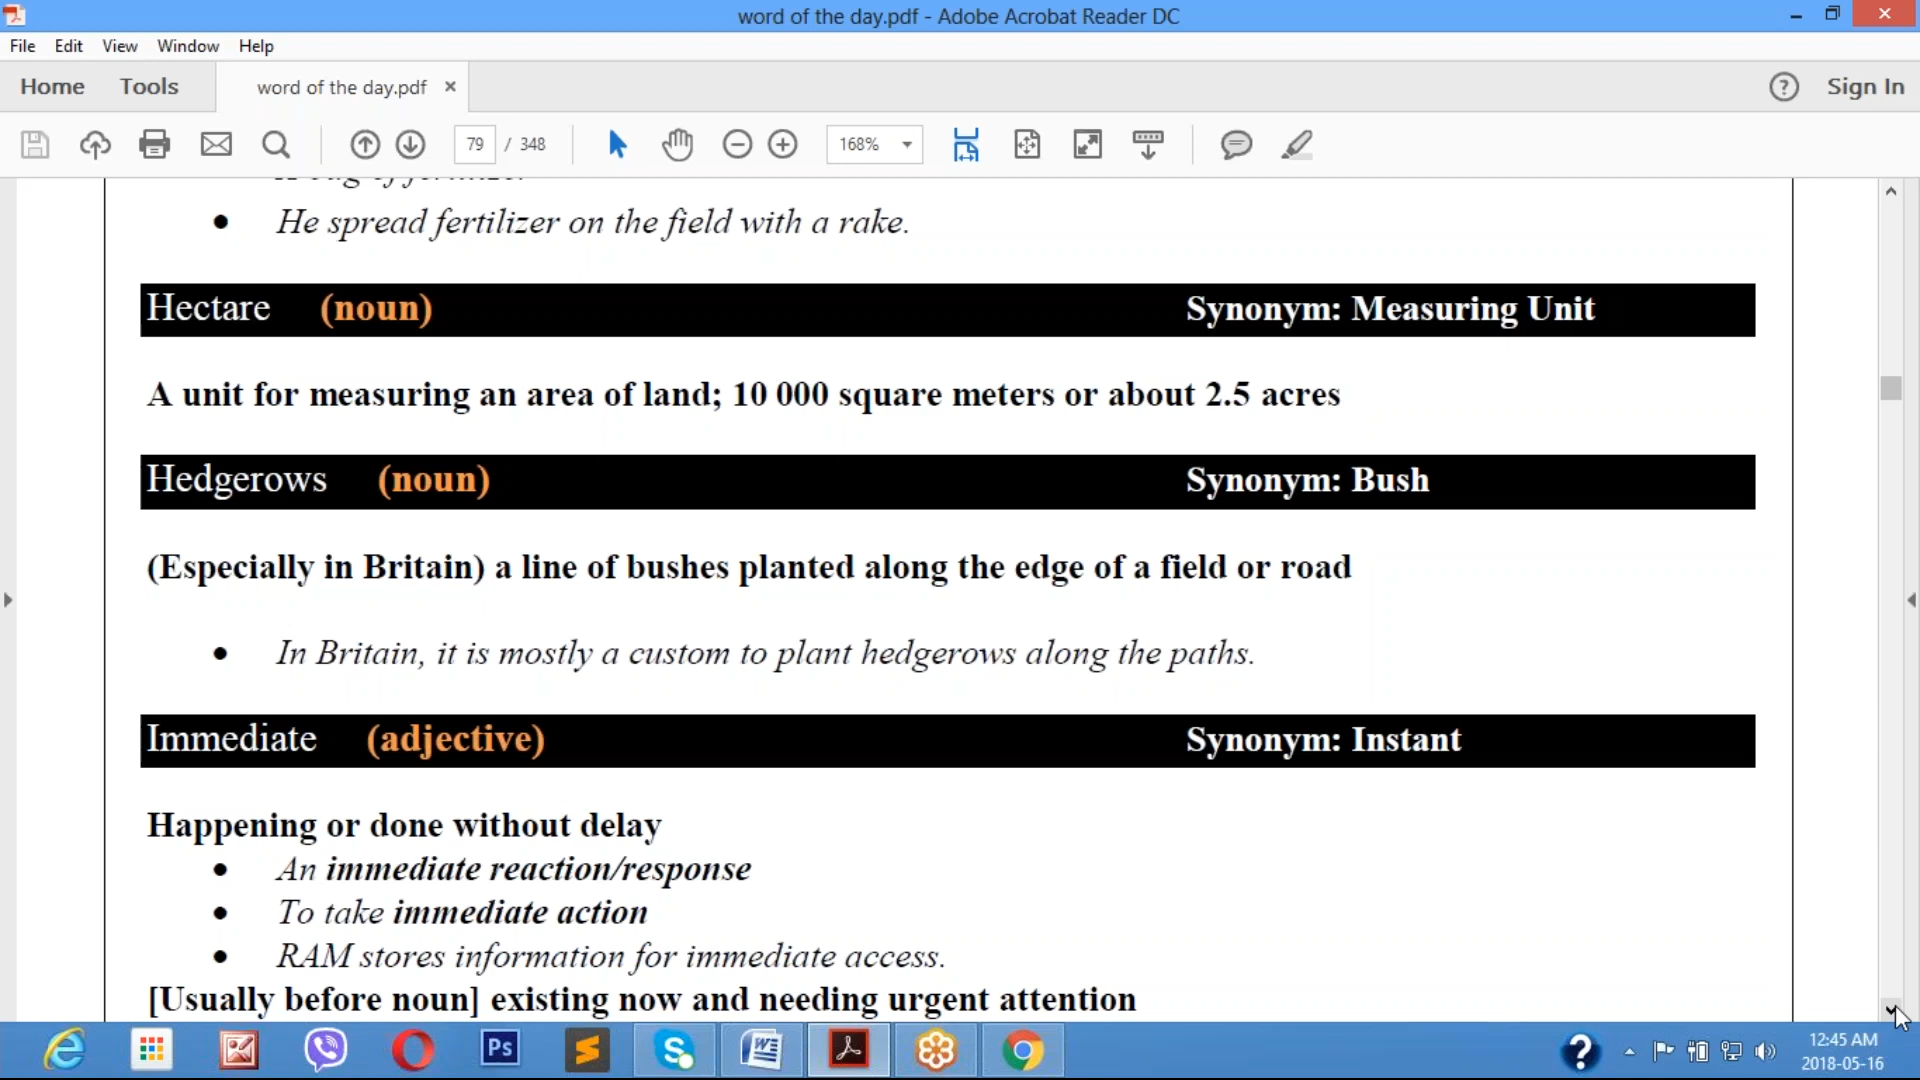 word of the day.pdf - Adobe Acrobat Reader DC
File Edit View Window Help
Home Tools word of the day.pdf × Sign In
79 / 348 168%
• He spread fertilizer on the field with a rake.
Hectare (noun) Synonym: Measuring Unit
A unit for measuring an area of land; 10 000 square meters or about 2.5 acres
Hedgerows (noun) Synonym: Bush
(Especially in Britain) a line of bushes planted along the edge of a field or road
• In Britain, it is mostly a custom to plant hedgerows along the paths.
Immediate (adjective) Synonym: Instant
Happening or done without delay
• An immediate reaction/response
• To take immediate action
• RAM stores information for immediate access.
[Usually before noun] existing now and needing urgent attention
Ps
12:45 AM
2018-05-16